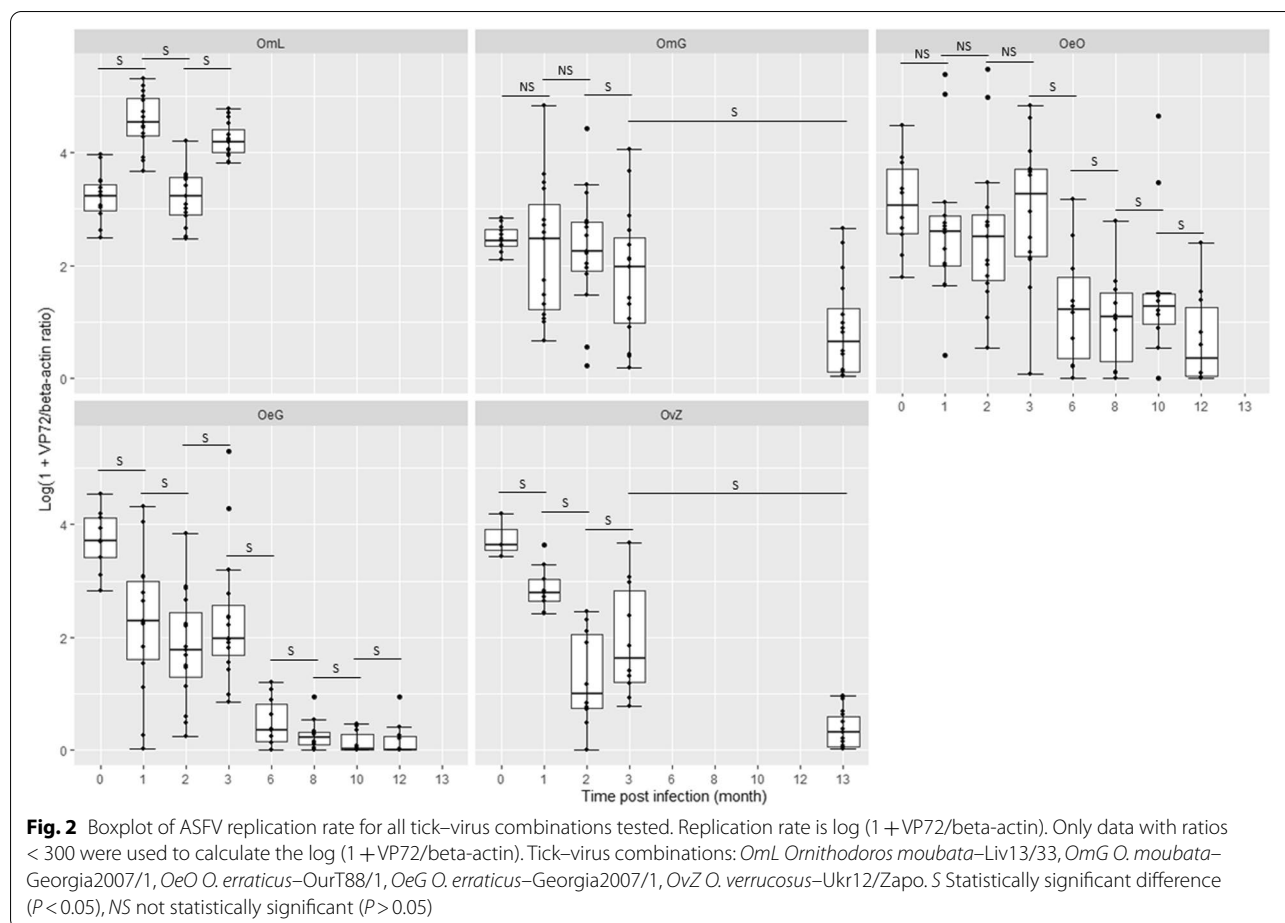 OmL
OmG
OeO
S
S
S
NS
NS
S
S
NS
NS
NS
S
S
S
S
4
2
0
0 1 2 3 6 8 10 12 13
Log(1 + VP72/beta-actin ratio)
OeG
OvZ
S
S
S
S
S
S
S
S
S
S
S
4
2
0
0 1 2 3 6 8 10 12 13
0 1 2 3 6 8 10 12 13
Time post infection (month)
Fig. 2 Boxplot of ASFV replication rate for all tick–virus combinations tested. Replication rate is log (1 + VP72/beta-actin). Only data with ratios
< 300 were used to calculate the log (1 + VP72/beta-actin). Tick–virus combinations: OmL Ornithodoros moubata–Liv13/33, OmG O. moubata–
Georgia2007/1, OeO O. erraticus–OurT88/1, OeG O. erraticus–Georgia2007/1, OvZ O. verrucosus–Ukr12/Zapo. S Statistically significant difference
(P < 0.05), NS not statistically significant (P > 0.05)